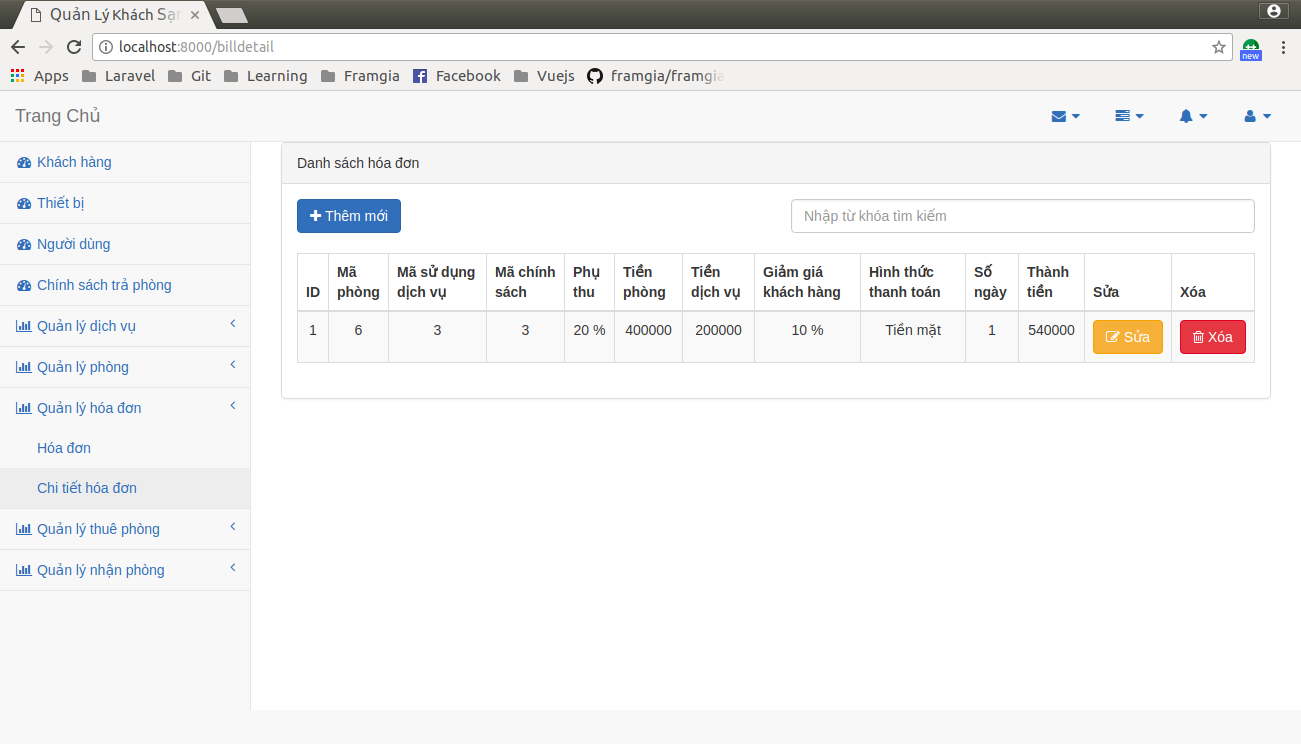 Quản Lý Khách Sạn
localhost:8000/billdetail
new
Apps Laravel Git Learning Framgia Facebook Vuejs framgia/framgia
Trang Chủ
Khách hàng
Thiết bị
Người dùng
Chính sách trả phòng
Quản lý dịch vụ
Quản lý phòng
Quản lý hóa đơn
Hóa đơn
Chi tiết hóa đơn
Quản lý thuê phòng
Quản lý nhận phòng
Danh sách hóa đơn
Thêm mới
Nhập từ khóa tìm kiếm
ID Mã phòng Mã sử dụng dịch vụ Mã chính sách Phụ thu Tiền phòng Tiền dịch vụ Giảm giá khách hàng Hình thức thanh toán Số ngày Thành tiền Sửa Xóa
1 6 3 3 20 % 400000 200000 10 % Tiền mặt 1 540000 Sửa Xóa